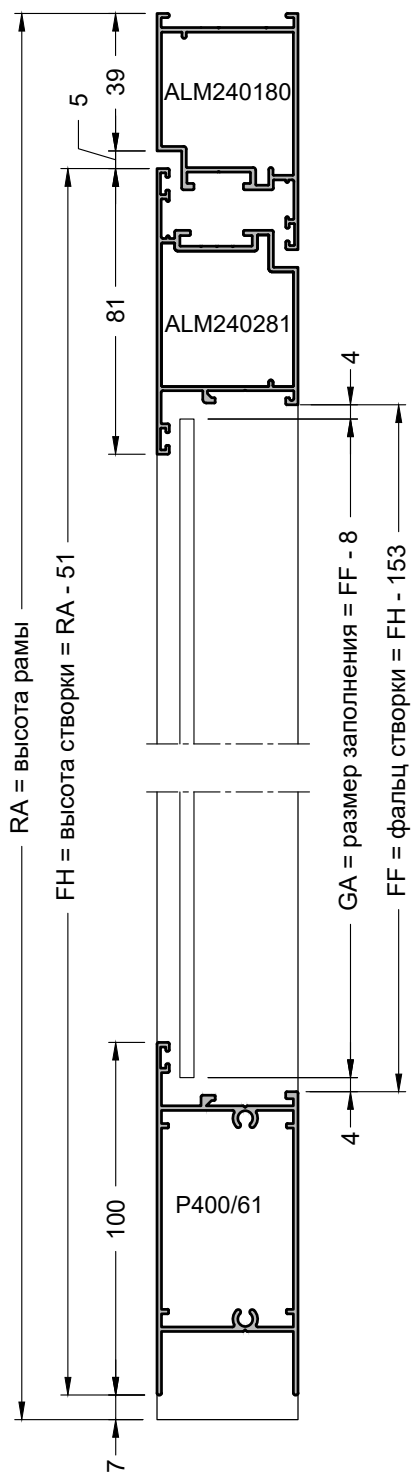 ALM240180
39
5
ALM240281
81
4
RA = высота рамы
FH = высота створки = RA - 51
GA = размер заполнения = FF - 8
FF = фальц створки = FH - 153
P400/61
100
4
7